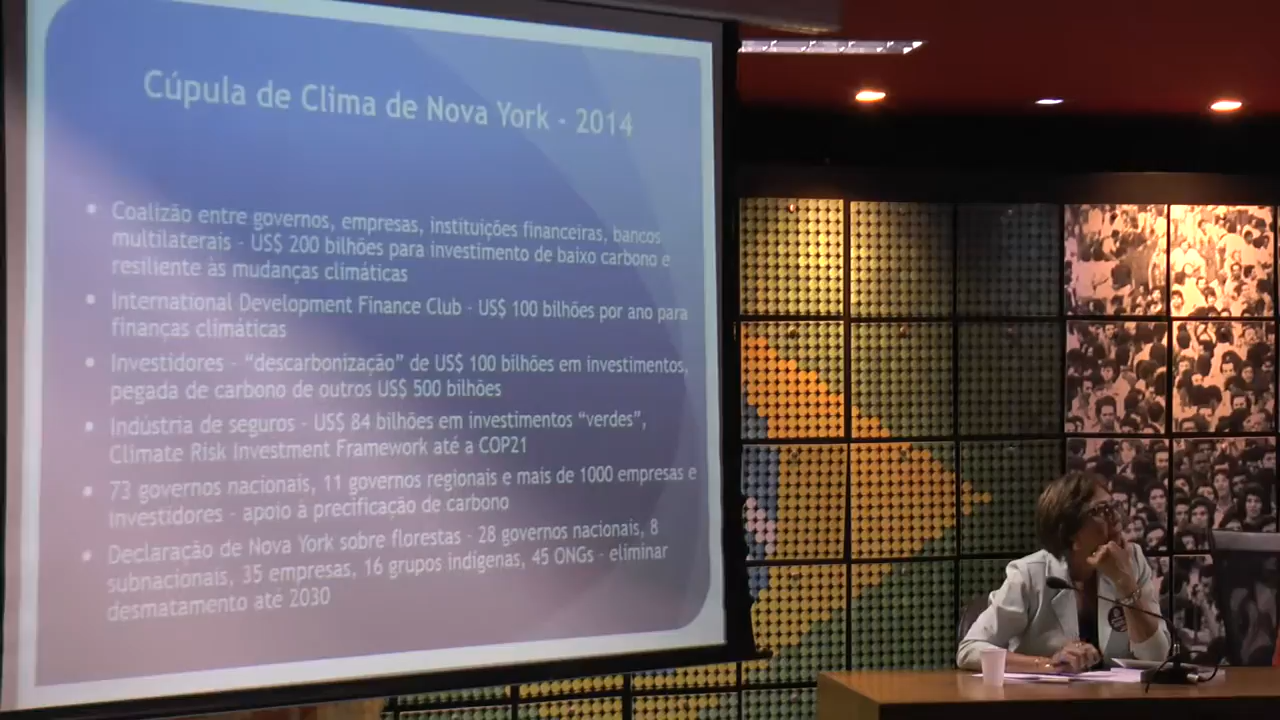 Cúpula de Clima de Nova York - 2014
• Coalizão entre governos, empresas, instituições financeiras, bancos
multilaterais - US$ 200 bilhões para investimento de baixo carbono e
resiliente às mudanças climáticas
• International Development Finance Club - US$ 100 bilhões por ano para
finanças climáticas
• Investidores - “descarbonização” de US$ 100 bilhões em investimentos,
pegada de carbono de outros US$ 500 bilhões
• Indústria de seguros - US$ 84 bilhões em investimentos “verdes”,
Climate Risk Investment Framework até a COP21
• 73 governos nacionais, 11 governos regionais e mais de 1000 empresas e
investidores - apoio à precificação de carbono
• Declaração de Nova York sobre florestas - 28 governos nacionais, 8
subnacionais, 35 empresas, 16 grupos indígenas, 45 ONGs - eliminar
desmatamento até 2030